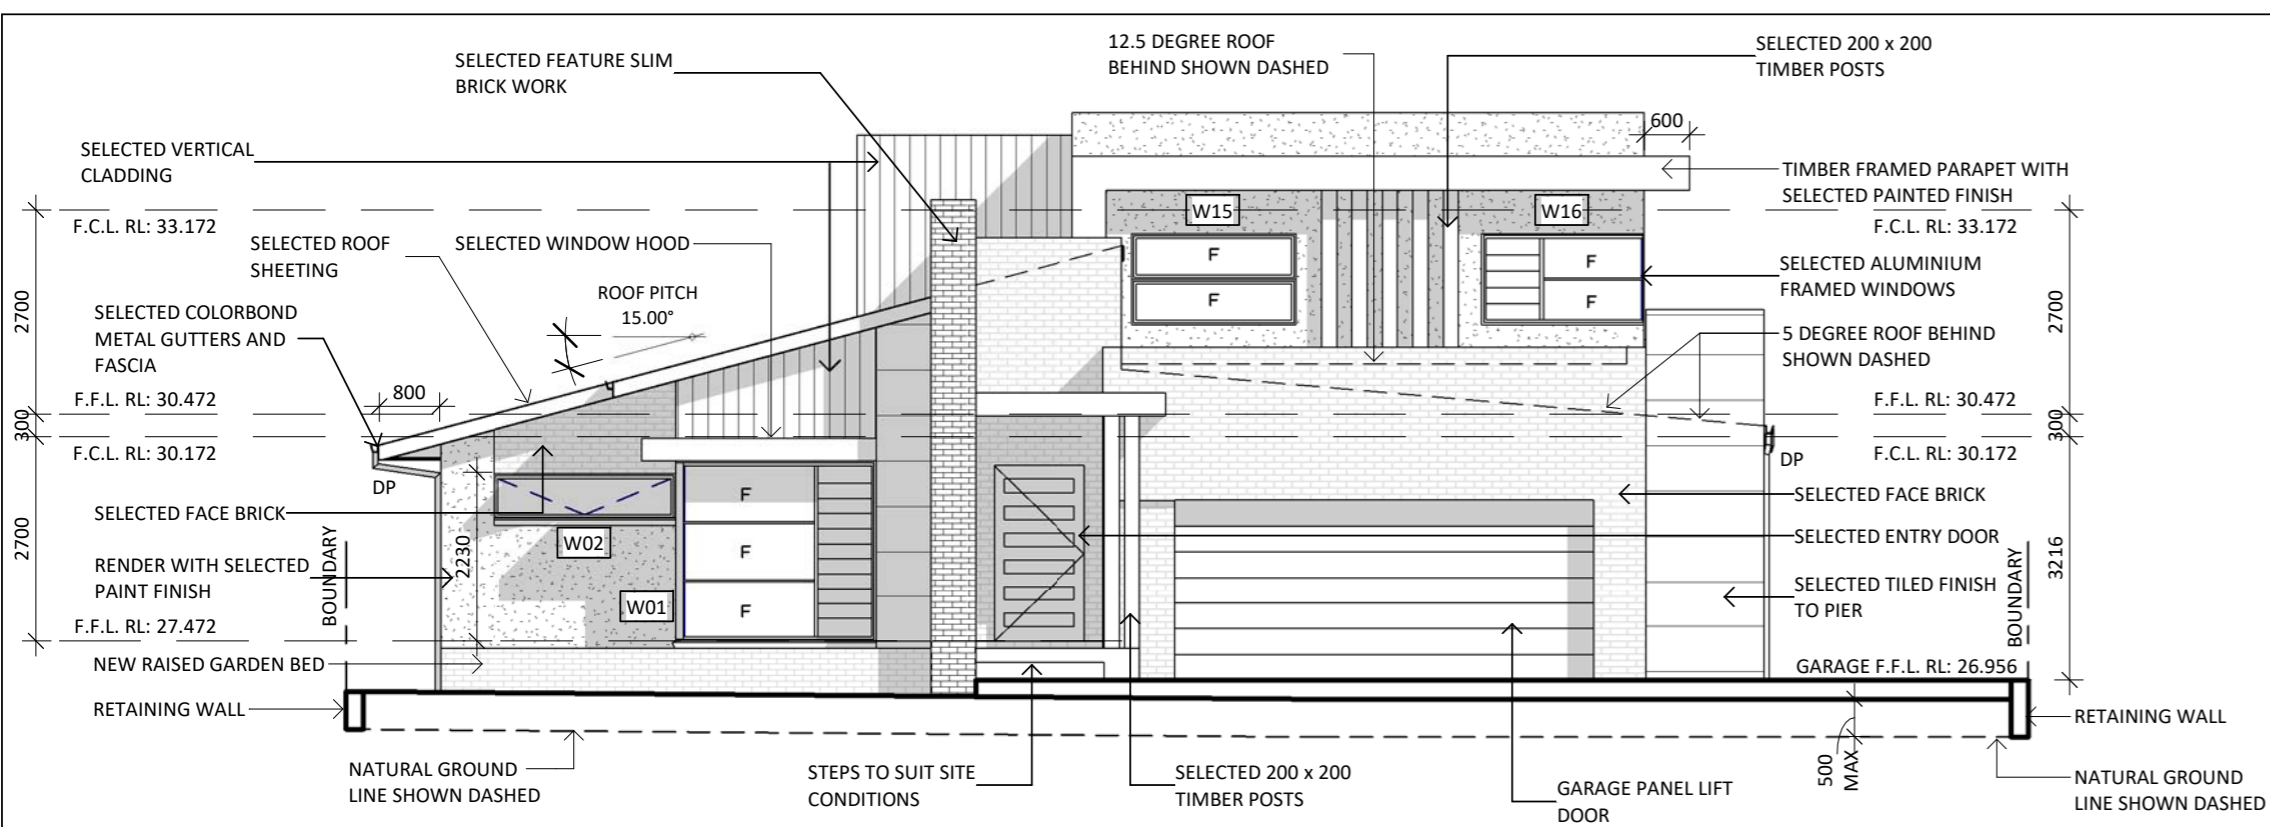 SELECTED FEATURE SLIM
BRICK WORK
12.5 DEGREE ROOF
BEHIND SHOWN DASHED
SELECTED 200 x 200
TIMBER POSTS
600
SELECTED VERTICAL
CLADDING
TIMBER FRAMED PARAPET WITH
SELECTED PAINTED FINISH
F.C.L. RL: 33.172
W15
W16
F.C.L. RL: 33.172
SELECTED ROOF
SHEETING
SELECTED WINDOW HOOD
F
F
F
F
SELECTED ALUMINIUM
FRAMED WINDOWS
2700
ROOF PITCH
15.00°
2700
SELECTED COLORBOND
METAL GUTTERS AND
FASCIA
5 DEGREE ROOF BEHIND
SHOWN DASHED
800
F.F.L. RL: 30.472
F.F.L. RL: 30.472
300
300
F.C.L. RL: 30.172
F.C.L. RL: 30.172
DP
DP
SELECTED FACE BRICK
F
F
F
SELECTED FACE BRICK
2700
BOUNDARY
2230
W02
SELECTED ENTRY DOOR
RENDER WITH SELECTED
PAINT FINISH
W01
SELECTED TILED FINISH
TO PIER
BOUNDARY
3216
F.F.L. RL: 27.472
NEW RAISED GARDEN BED
GARAGE F.F.L. RL: 26.956
RETAINING WALL
RETAINING WALL
NATURAL GROUND
LINE SHOWN DASHED
STEPS TO SUIT SITE
CONDITIONS
SELECTED 200 x 200
TIMBER POSTS
GARAGE PANEL LIFT
DOOR
500
MAX
NATURAL GROUND
LINE SHOWN DASHED